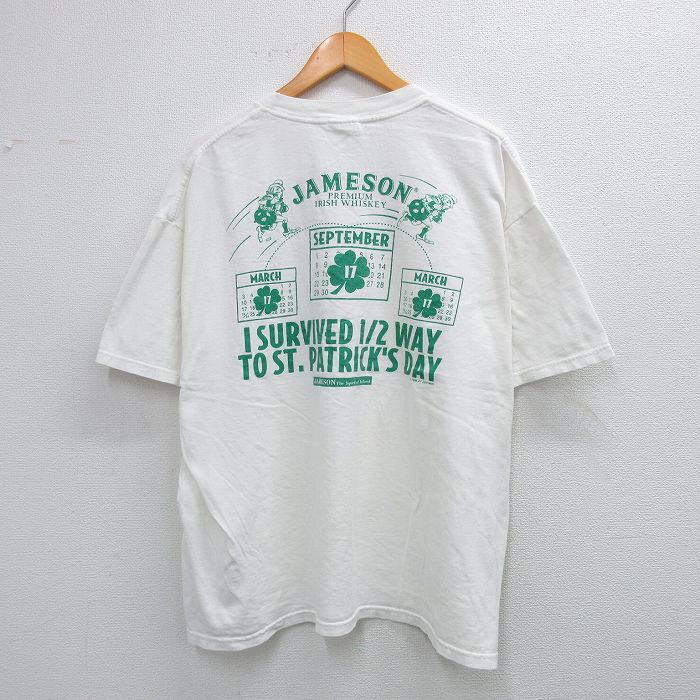 JAMESON®
PREMIUM
IRISH WHISKEY
SEPTEMBER
17
MARCH
17
MARCH
17
I SURVIVED 1/2 WAY
TO ST. PATRICK'S DAY
JAMESON The Spirit of Ireland